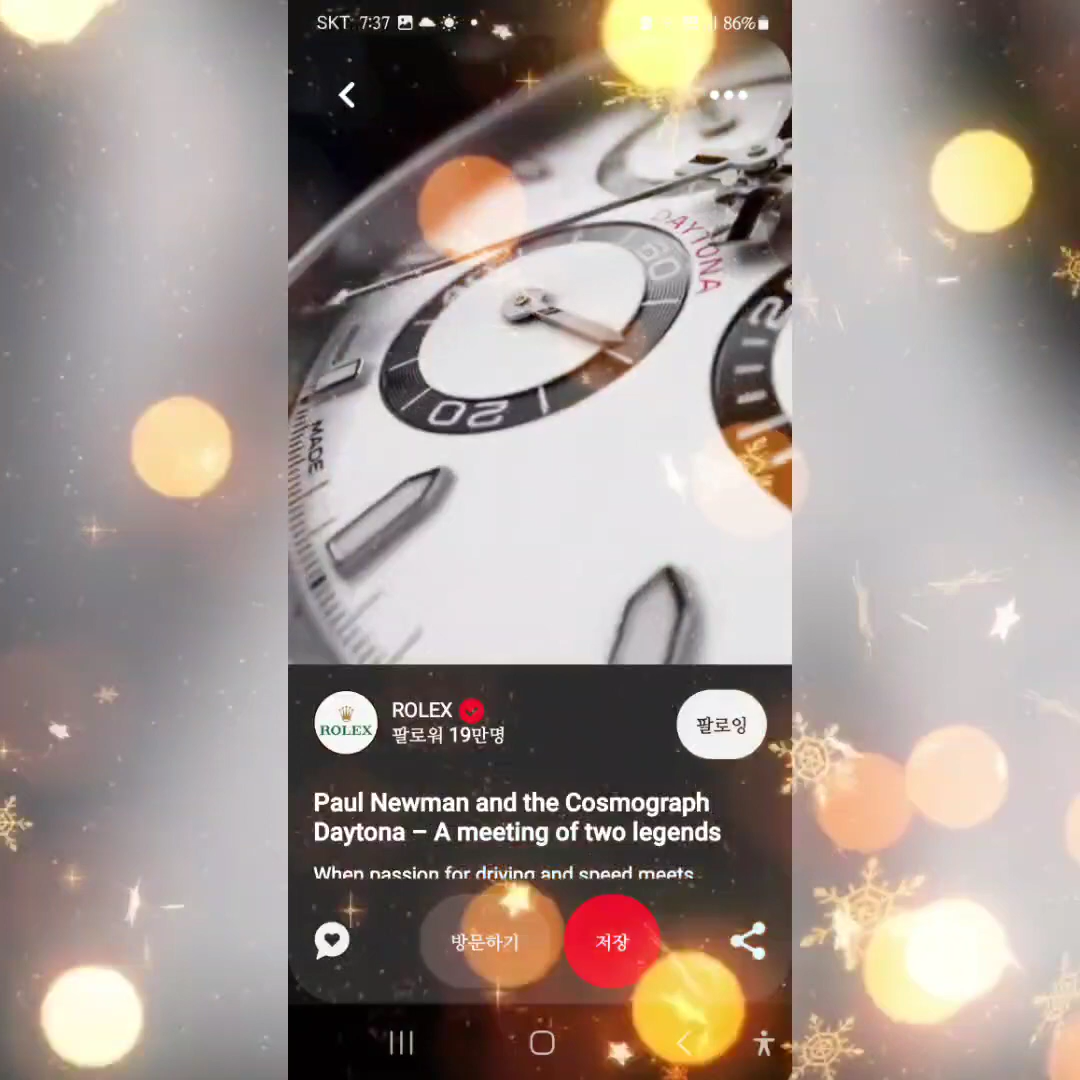 SKT 7:37
86%
DAYTONA
60
20
MADE
ROLEX
ROLEX
팔로워 19만명
팔로잉
Paul Newman and the Cosmograph
Daytona – A meeting of two legends
When passion for driving and speed meets
방문하기
저장